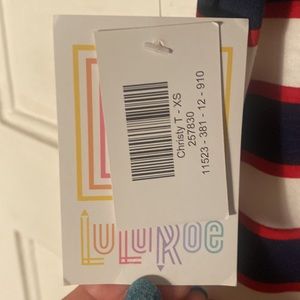 Christy T - XS
257830
11523 - 381 - 12 - 910
LuLaRoe